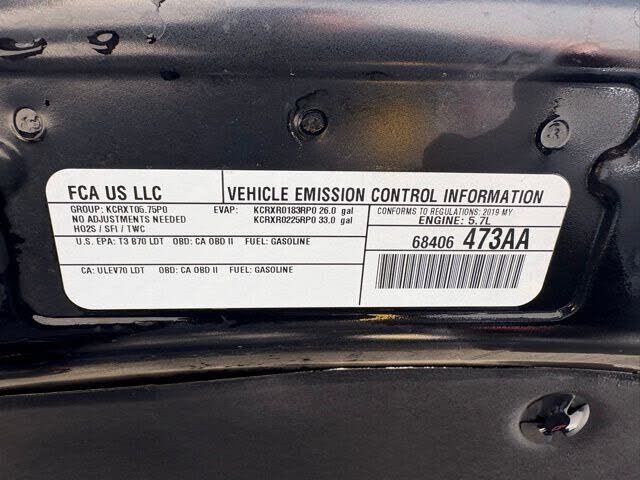 FCA US LLC
VEHICLE EMISSION CONTROL INFORMATION
GROUP: KCRXT05.75P0
EVAP: KCRXR0183RP0 26.0 gal
CONFORMS TO REGULATIONS: 2019 MY
NO ADJUSTMENTS NEEDED
KCRXR0225RP0 33.0 gal
ENGINE: 5.7L
HO2S / SFI / TWC
68406 473AA
U.S. EPA: T3 B70 LDT OBD: CA OBD II FUEL: GASOLINE
CA: ULEV70 LDT OBD: CA OBD II FUEL: GASOLINE